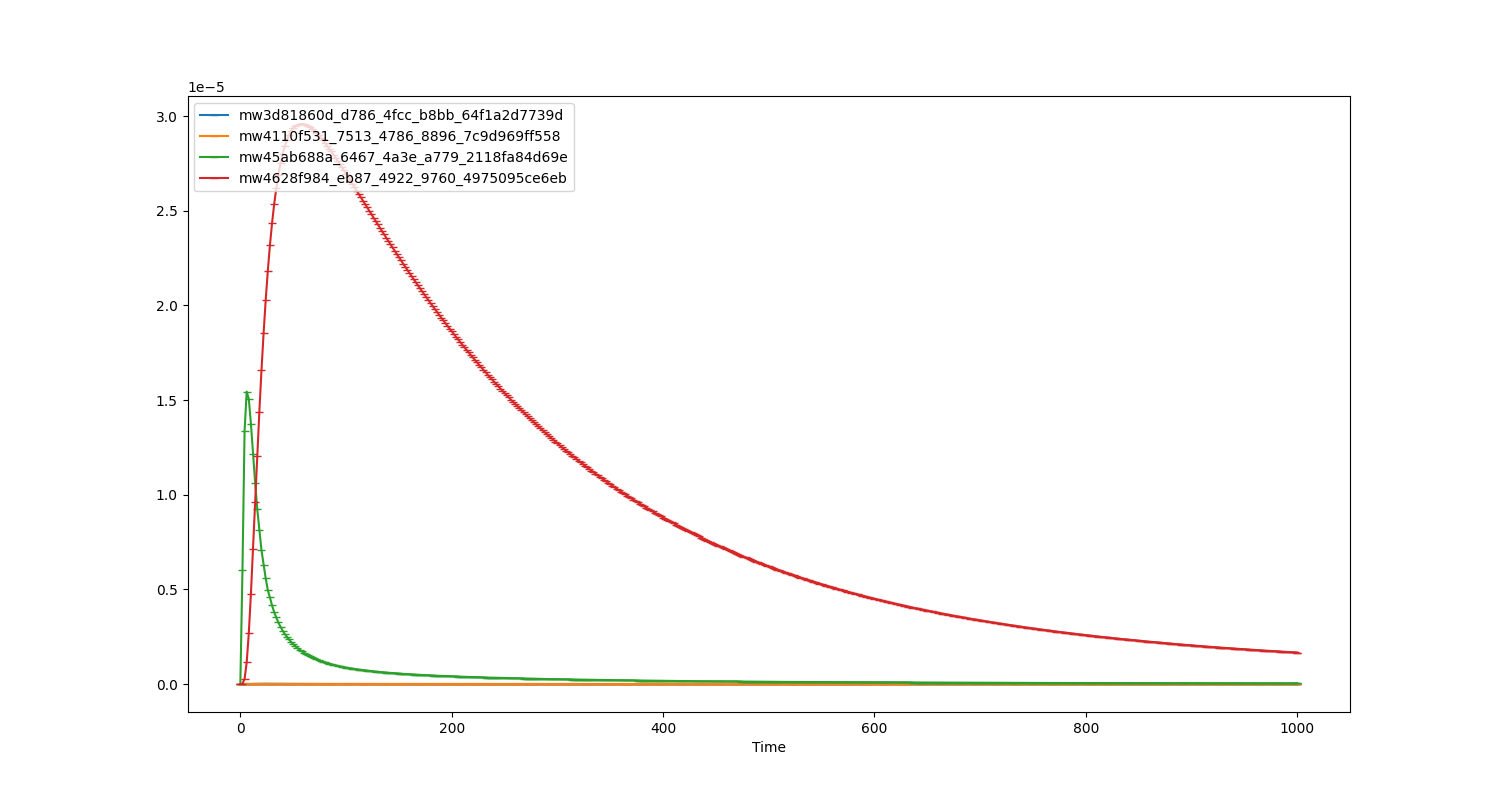 1e−5
mw3d81860d_d786_4fcc_b8bb_64f1a2d7739d
mw4110f531_7513_4786_8896_7c9d969ff558
mw45ab688a_6467_4a3e_a779_2118fa84d69e
mw4628f984_eb87_4922_9760_4975095ce6eb
3.0
2.5
2.0
1.5
1.0
0.5
0.0
0 200 400 600 800 1000
Time